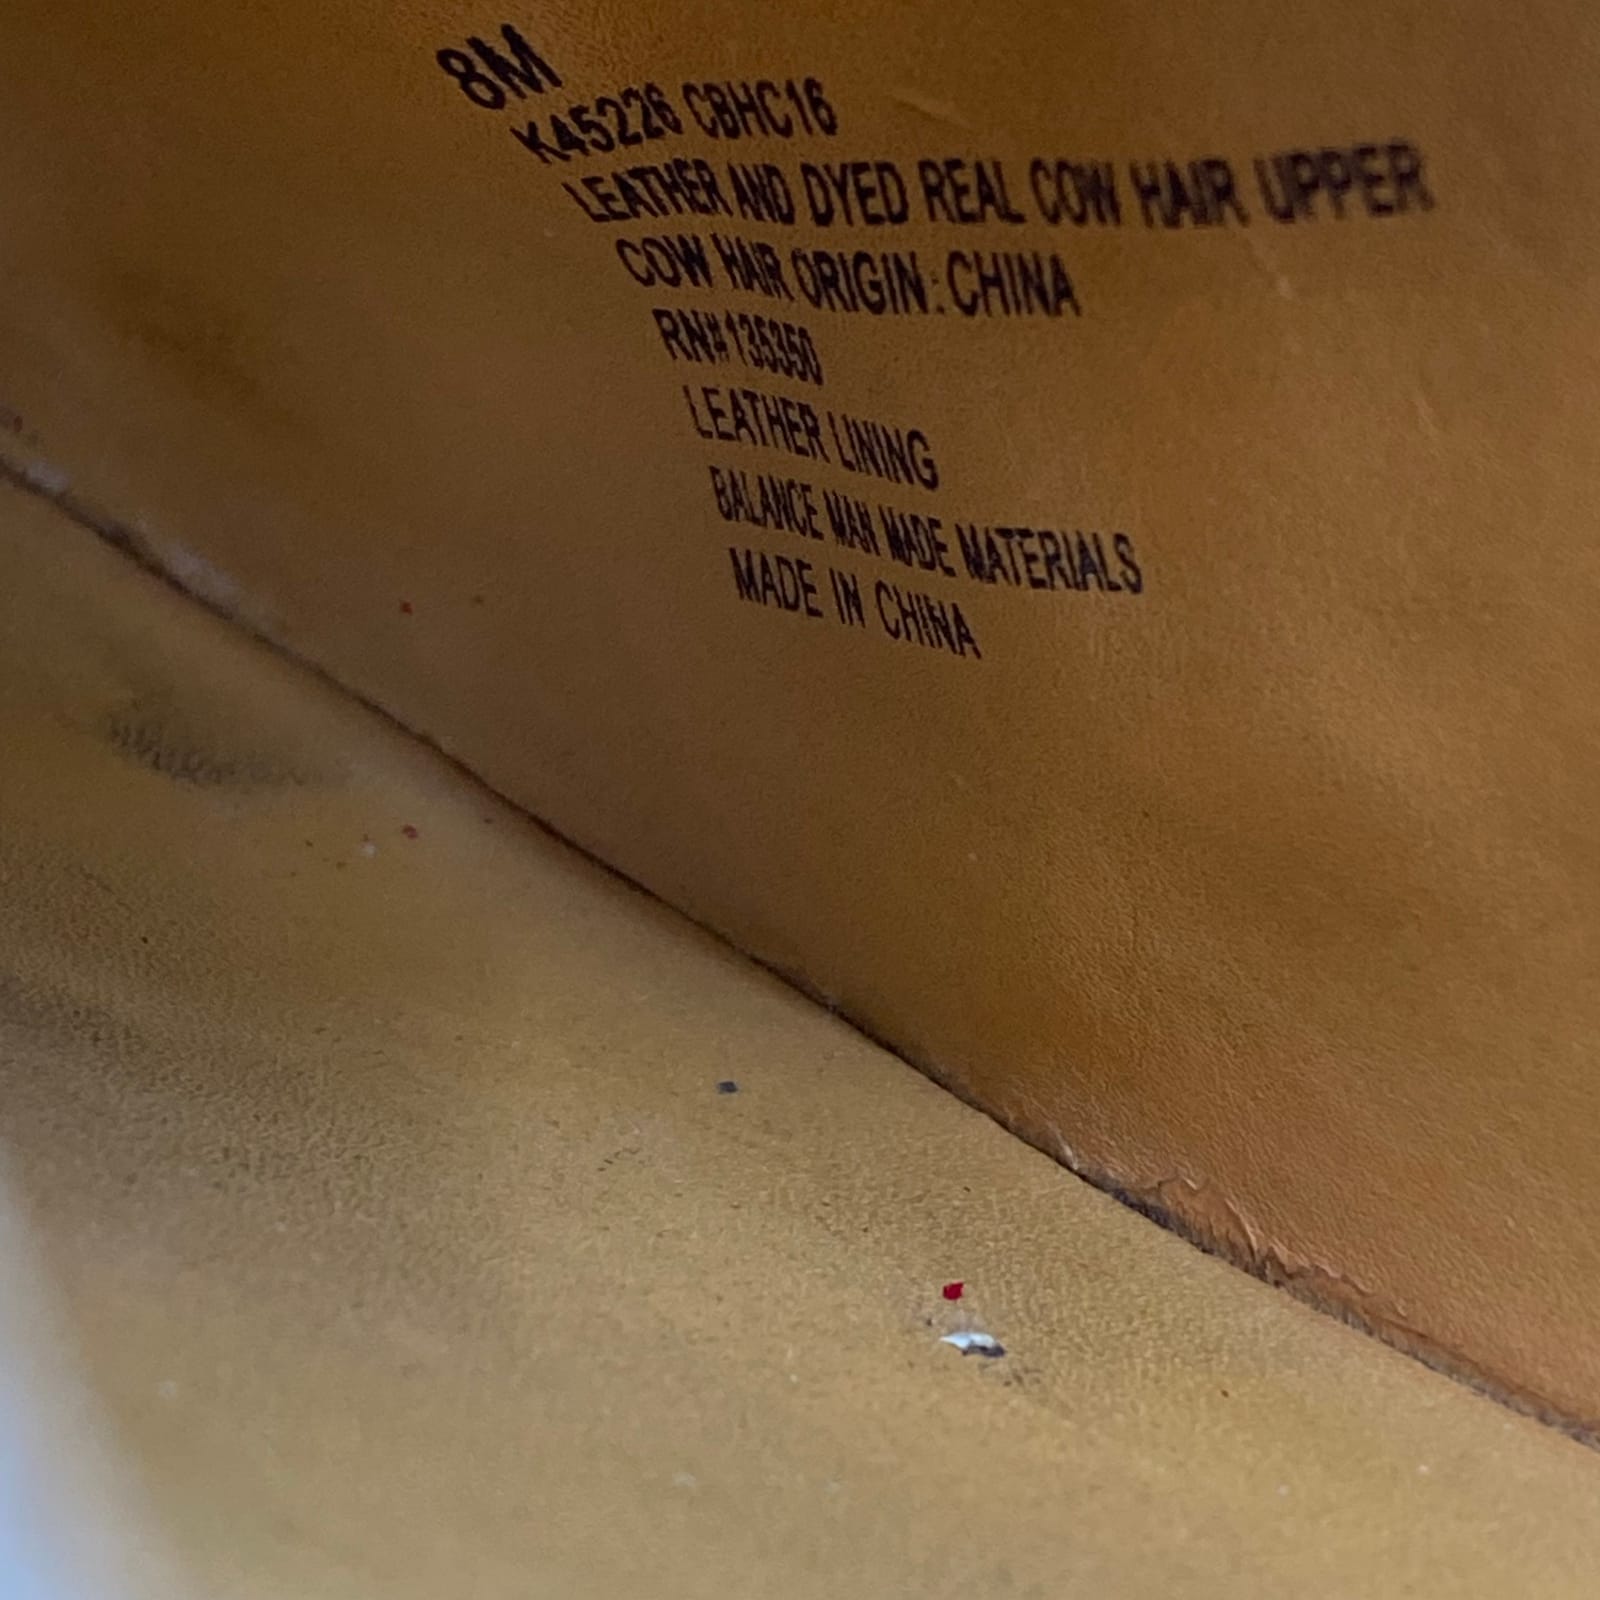 8M
K45226 CBHC16
LEATHER AND DYED REAL COW HAIR UPPER
COW HAIR ORIGIN: CHINA
RN#135350
LEATHER LINING
BALANCE MAN MADE MATERIALS
MADE IN CHINA